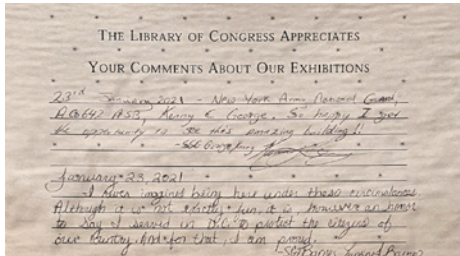 THE LIBRARY OF CONGRESS APPRECIATES
YOUR COMMENTS ABOUT OUR EXHIBITIONS
23rd January 2021 - New York Army National Guard,
ASB, Kenny C George. So happy I got
the opportunity to see this amazing building!!
January 23, 2021
I never imagined being here under these circumstances
Although it is not exactly fun, it is, however an honor
to say I served in D.C. to protect the citizens of
our country. And for that, I am proud.